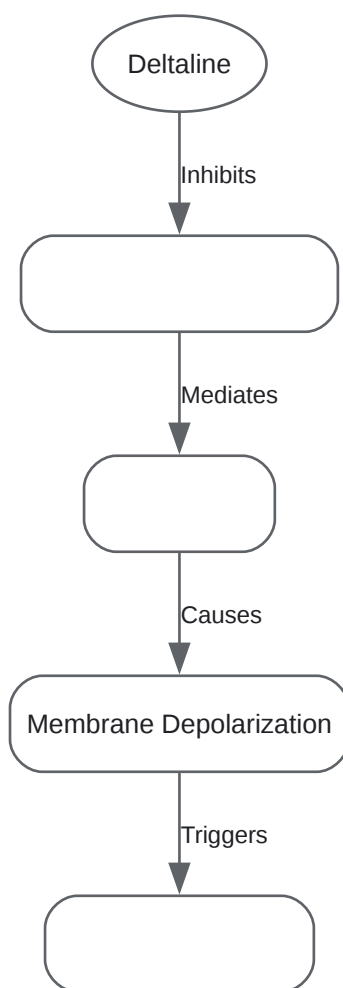 Deltaline
Inhibits
Mediates
Causes
Membrane Depolarization
Triggers